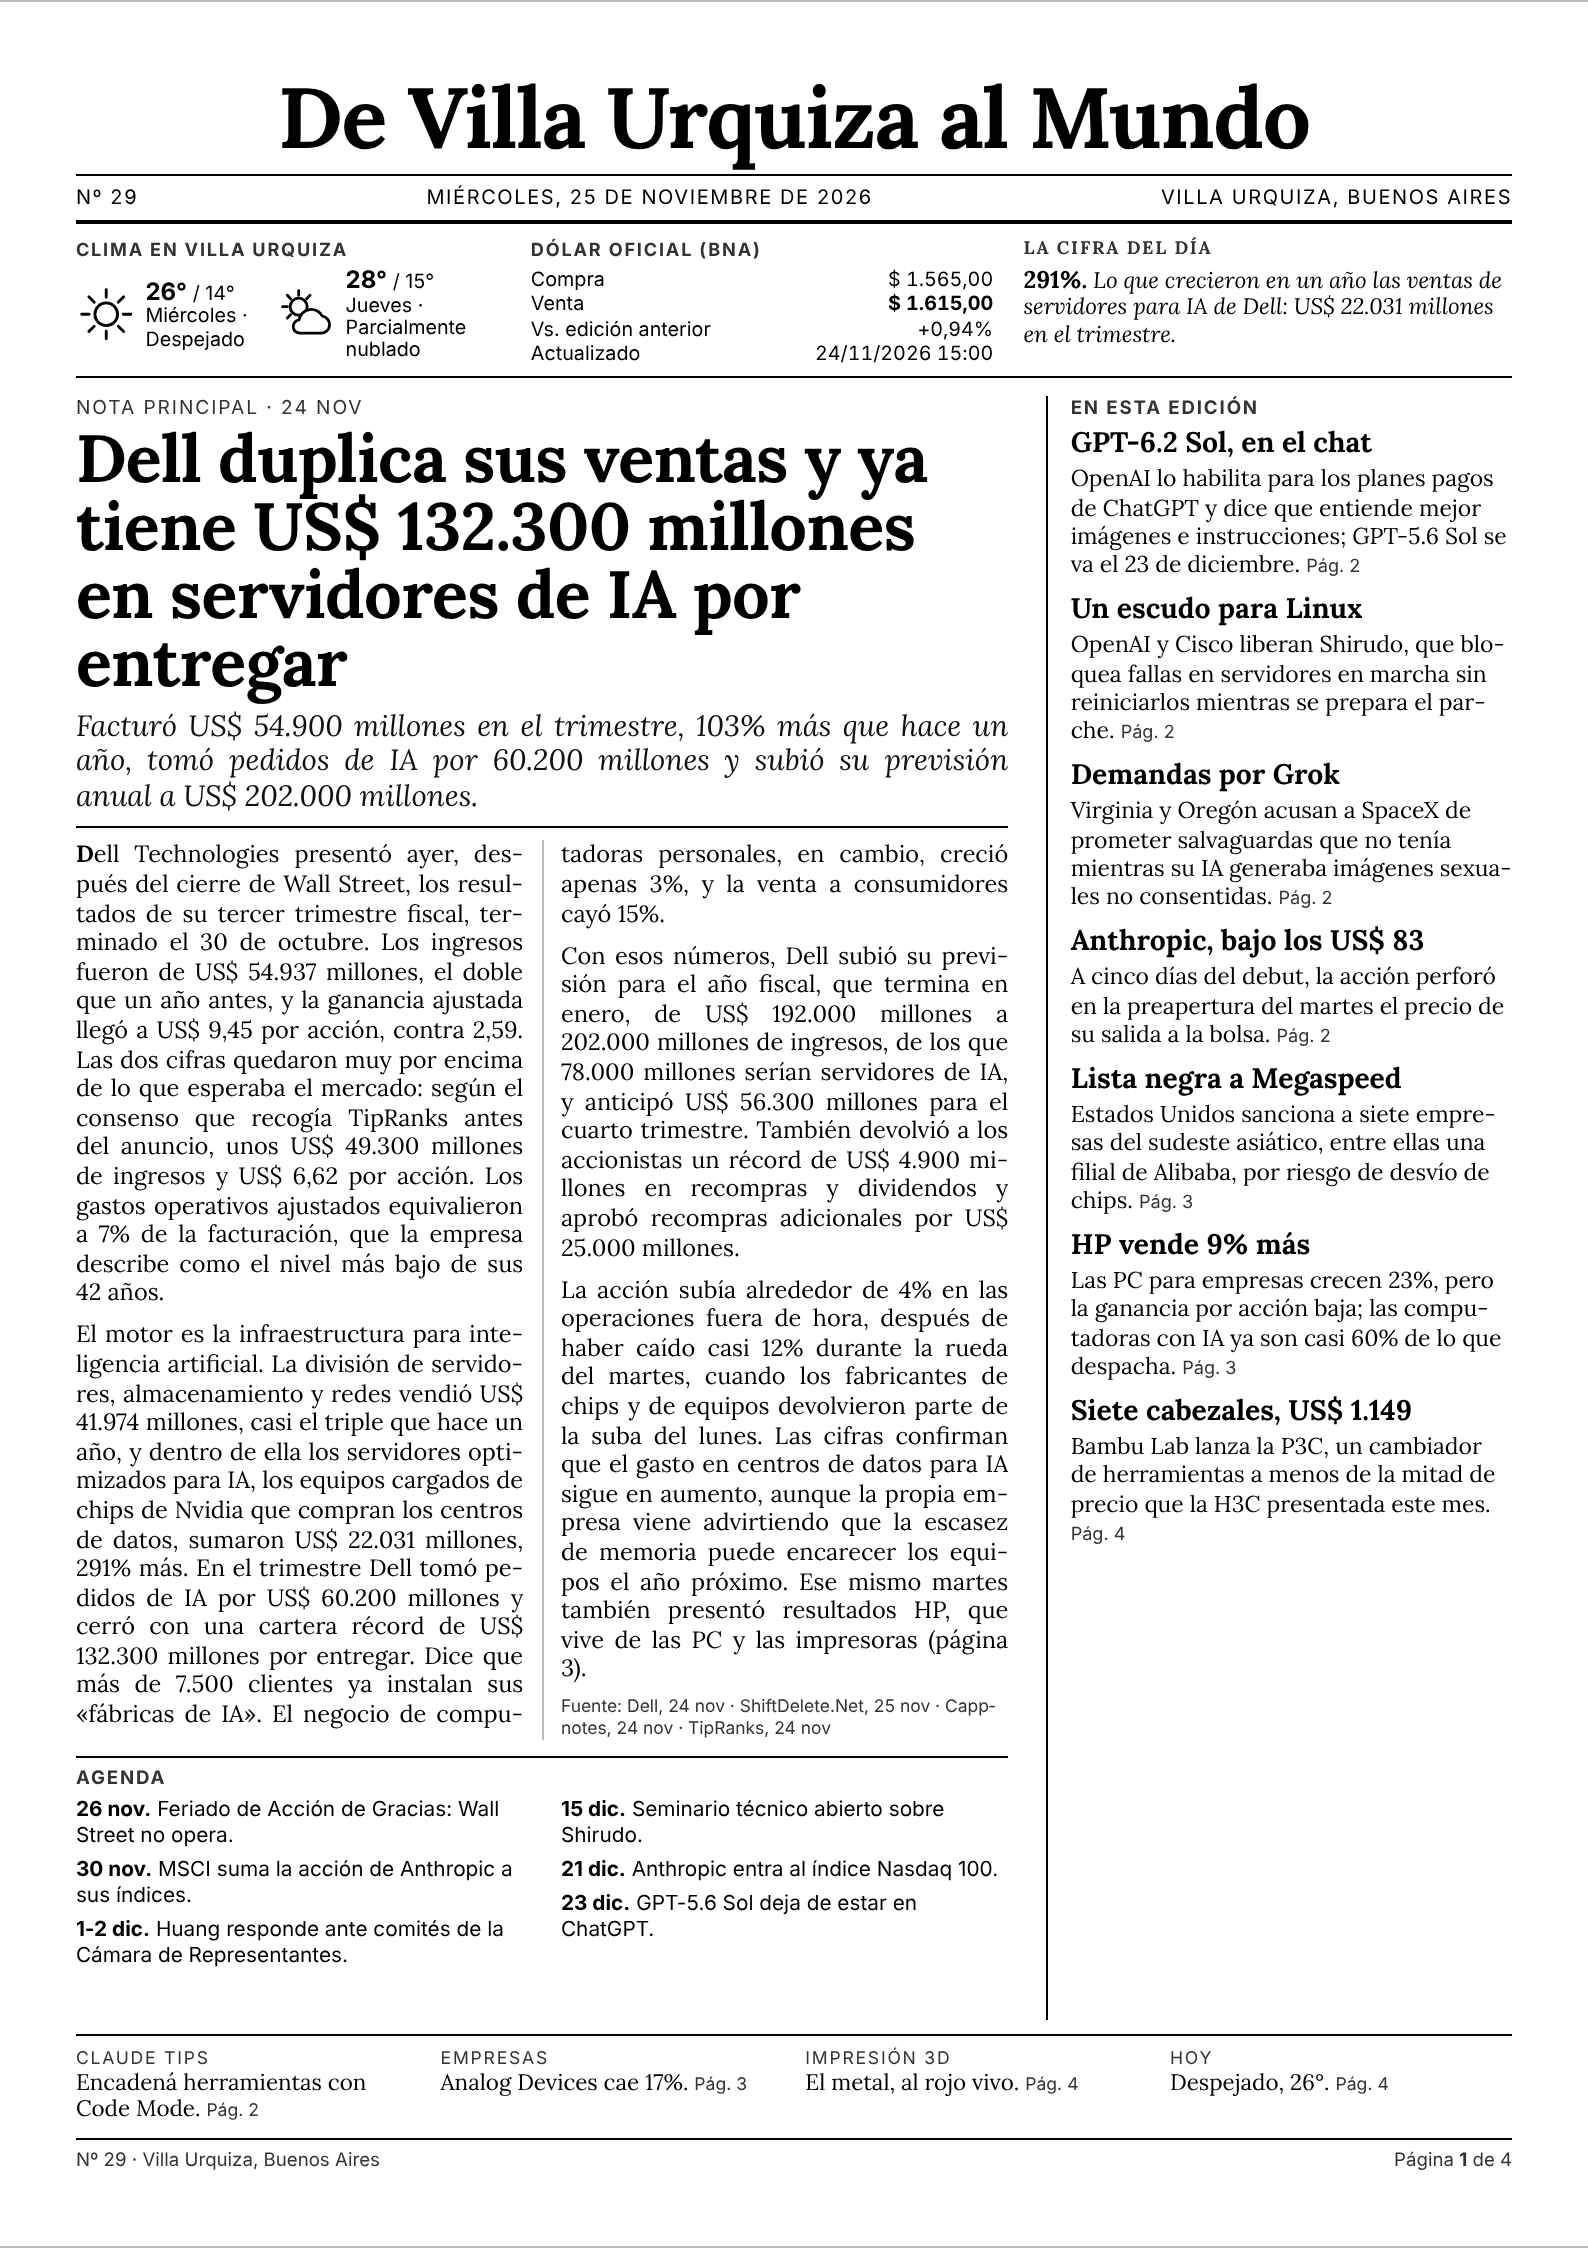 De Villa Urquiza al Mundo
Nº 29
MIÉRCOLES, 25 DE NOVIEMBRE DE 2026
VILLA URQUIZA, BUENOS AIRES
CLIMA EN VILLA URQUIZA
26° / 14°
Miércoles ·
Despejado
28° / 15°
Jueves ·
Parcialmente
nublado
DÓLAR OFICIAL (BNA)
Compra $ 1.565,00
Venta $ 1.615,00
Vs. edición anterior +0,94%
Actualizado 24/11/2026 15:00
LA CIFRA DEL DÍA
291%. Lo que crecieron en un año las ventas de
servidores para IA de Dell: US$ 22.031 millones
en el trimestre.
NOTA PRINCIPAL · 24 NOV
Dell duplica sus ventas y ya
tiene US$ 132.300 millones
en servidores de IA por
entregar
Facturó US$ 54.900 millones en el trimestre, 103% más que hace un
año, tomó pedidos de IA por 60.200 millones y subió su previsión
anual a US$ 202.000 millones.
Dell Technologies presentó ayer, des-
pués del cierre de Wall Street, los resul-
tados de su tercer trimestre fiscal, ter-
minado el 30 de octubre. Los ingresos
fueron de US$ 54.937 millones, el doble
que un año antes, y la ganancia ajustada
llegó a US$ 9,45 por acción, contra 2,59.
Las dos cifras quedaron muy por encima
de lo que esperaba el mercado: según el
consenso que recogía TipRanks antes
del anuncio, unos US$ 49.300 millones
de ingresos y US$ 6,62 por acción. Los
gastos operativos ajustados equivalieron
a 7% de la facturación, que la empresa
describe como el nivel más bajo de sus
42 años.
El motor es la infraestructura para inte-
ligencia artificial. La división de servido-
res, almacenamiento y redes vendió US$
41.974 millones, casi el triple que hace un
año, y dentro de ella los servidores opti-
mizados para IA, los equipos cargados de
chips de Nvidia que compran los centros
de datos, sumaron US$ 22.031 millones,
291% más. En el trimestre Dell tomó pe-
didos de IA por US$ 60.200 millones y
cerró con una cartera récord de US$
132.300 millones por entregar. Dice que
más de 7.500 clientes ya instalan sus
«fábricas de IA». El negocio de compu-
tadoras personales, en cambio, creció
apenas 3%, y la venta a consumidores
cayó 15%.
Con esos números, Dell subió su previ-
sión para el año fiscal, que termina en
enero, de US$ 192.000 millones a
202.000 millones de ingresos, de los que
78.000 millones serían servidores de IA,
y anticipó US$ 56.300 millones para el
cuarto trimestre. También devolvió a los
accionistas un récord de US$ 4.900 mi-
llones en recompras y dividendos y
aprobó recompras adicionales por US$
25.000 millones.
La acción subía alrededor de 4% en las
operaciones fuera de hora, después de
haber caído casi 12% durante la rueda
del martes, cuando los fabricantes de
chips y de equipos devolvieron parte de
la suba del lunes. Las cifras confirman
que el gasto en centros de datos para IA
sigue en aumento, aunque la propia em-
presa viene advirtiendo que la escasez
de memoria puede encarecer los equi-
pos el año próximo. Ese mismo martes
también presentó resultados HP, que
vive de las PC y las impresoras (página
3).
Fuente: Dell, 24 nov · ShiftDelete.Net, 25 nov · Capp-
notes, 24 nov · TipRanks, 24 nov
AGENDA
26 nov. Feriado de Acción de Gracias: Wall
Street no opera.
30 nov. MSCI suma la acción de Anthropic a
sus índices.
1-2 dic. Huang responde ante comités de la
Cámara de Representantes.
15 dic. Seminario técnico abierto sobre
Shirudo.
21 dic. Anthropic entra al índice Nasdaq 100.
23 dic. GPT-5.6 Sol deja de estar en
ChatGPT.
EN ESTA EDICIÓN
GPT-6.2 Sol, en el chat
OpenAI lo habilita para los planes pagos
de ChatGPT y dice que entiende mejor
imágenes e instrucciones; GPT-5.6 Sol se
va el 23 de diciembre. Pág. 2
Un escudo para Linux
OpenAI y Cisco liberan Shirudo, que blo-
quea fallas en servidores en marcha sin
reiniciarlos mientras se prepara el par-
che. Pág. 2
Demandas por Grok
Virginia y Oregón acusan a SpaceX de
prometer salvaguardas que no tenía
mientras su IA generaba imágenes sexua-
les no consentidas. Pág. 2
Anthropic, bajo los US$ 83
A cinco días del debut, la acción perforó
en la preapertura del martes el precio de
su salida a la bolsa. Pág. 2
Lista negra a Megaspeed
Estados Unidos sanciona a siete empre-
sas del sudeste asiático, entre ellas una
filial de Alibaba, por riesgo de desvío de
chips. Pág. 3
HP vende 9% más
Las PC para empresas crecen 23%, pero
la ganancia por acción baja; las compu-
tadoras con IA ya son casi 60% de lo que
despacha. Pág. 3
Siete cabezales, US$ 1.149
Bambu Lab lanza la P3C, un cambiador
de herramientas a menos de la mitad de
precio que la H3C presentada este mes.
Pág. 4
CLAUDE TIPS
Encadená herramientas con
Code Mode. Pág. 2
EMPRESAS
Analog Devices cae 17%. Pág. 3
IMPRESIÓN 3D
El metal, al rojo vivo. Pág. 4
HOY
Despejado, 26°. Pág. 4
Nº 29 · Villa Urquiza, Buenos Aires
Página 1 de 4